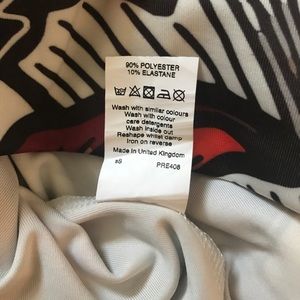 90% POLYESTER
10% ELASTANE
Wash with similar colours
Wash with colour
care detergents
Wash inside out
Reshape whilst damp
Iron on reverse
Made in United Kingdom
s9 PRE408